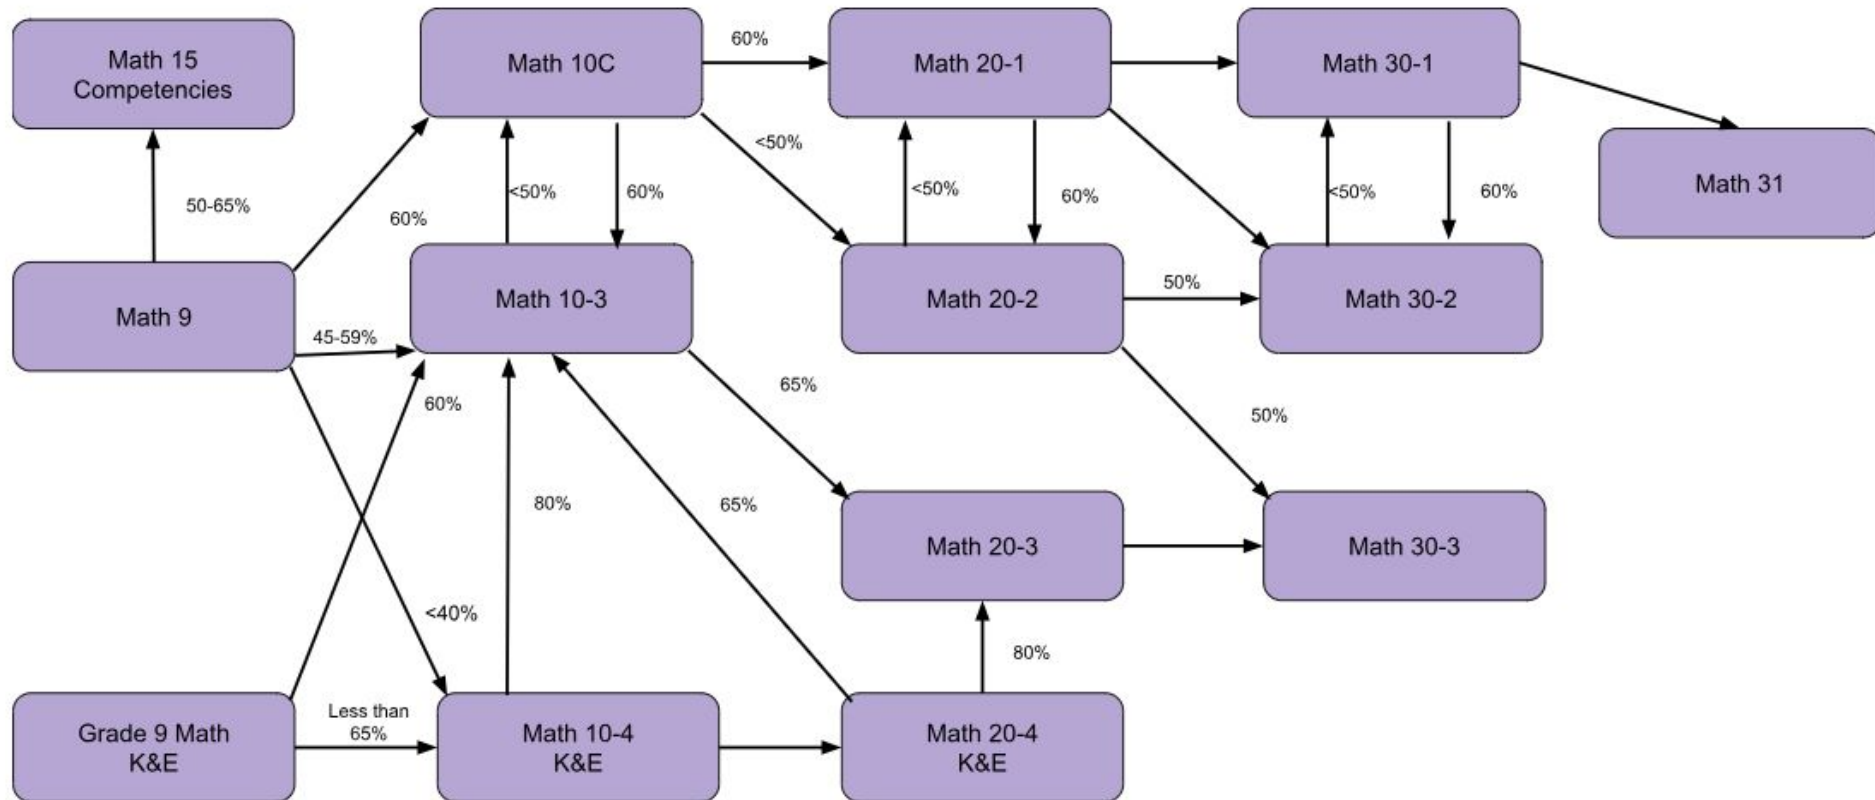 Math 15
Competencies
Math 10C
60%
Math 20-1
Math 30-1
Math 31
<50%
50-65%
60%
<50%
60%
<50%
60%
<50%
60%
Math 9
45-59%
Math 10-3
Math 20-2
50%
Math 30-2
60%
65%
50%
80%
65%
Math 20-3
Math 30-3
<40%
80%
Grade 9 Math
K&E
Less than
65%
Math 10-4
K&E
Math 20-4
K&E